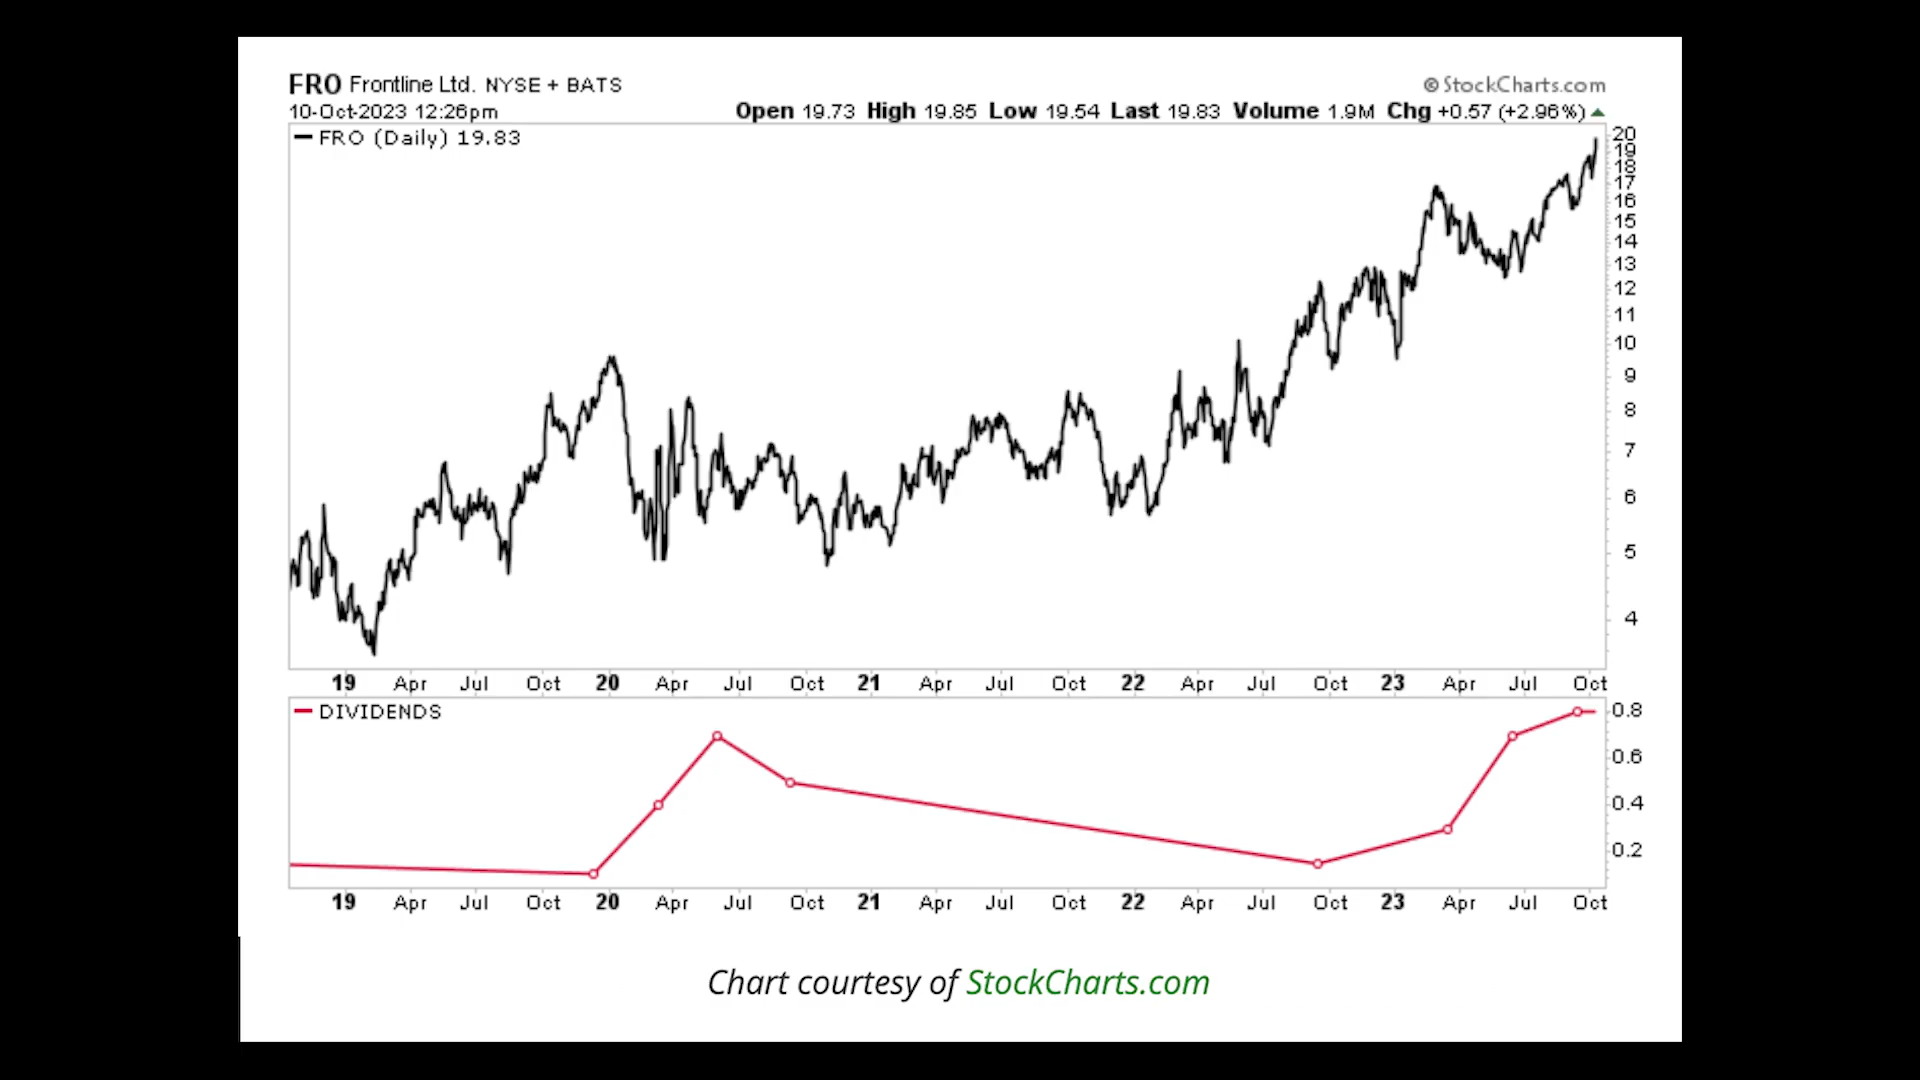 FRO Frontline Ltd. NYSE + BATS
© StockCharts.com
10-Oct-2023 12:26pm
Open 19.73 High 19.85 Low 19.54 Last 19.83 Volume 1.9M Chg +0.57 (+2.96%)
FRO (Daily) 19.83
20
19
18
17
16
15
14
13
12
11
10
9
8
7
6
5
4
19 Apr Jul Oct 20 Apr Jul Oct 21 Apr Jul Oct 22 Apr Jul Oct 23 Apr Jul Oct
DIVIDENDS
0.8
0.6
0.4
0.2
19 Apr Jul Oct 20 Apr Jul Oct 21 Apr Jul Oct 22 Apr Jul Oct 23 Apr Jul Oct
Chart courtesy of StockCharts.com